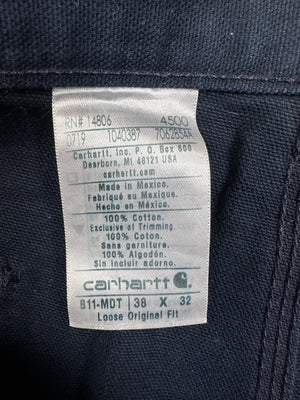 RN# 14806 4500
0719 1040387 7062854A
Carhartt, Inc. P. O. Box 600
Dearborn, MI 48121 USA
carhartt.com
Made in Mexico.
Fabriqué au Mexique.
Hecho en México.
100% Cotton.
Exclusive of Trimming.
100% Coton.
Sans garniture.
100% Algodón.
Sin incluir adorno.
carhartt
B11-MDT 38 X 32
Loose Original Fit